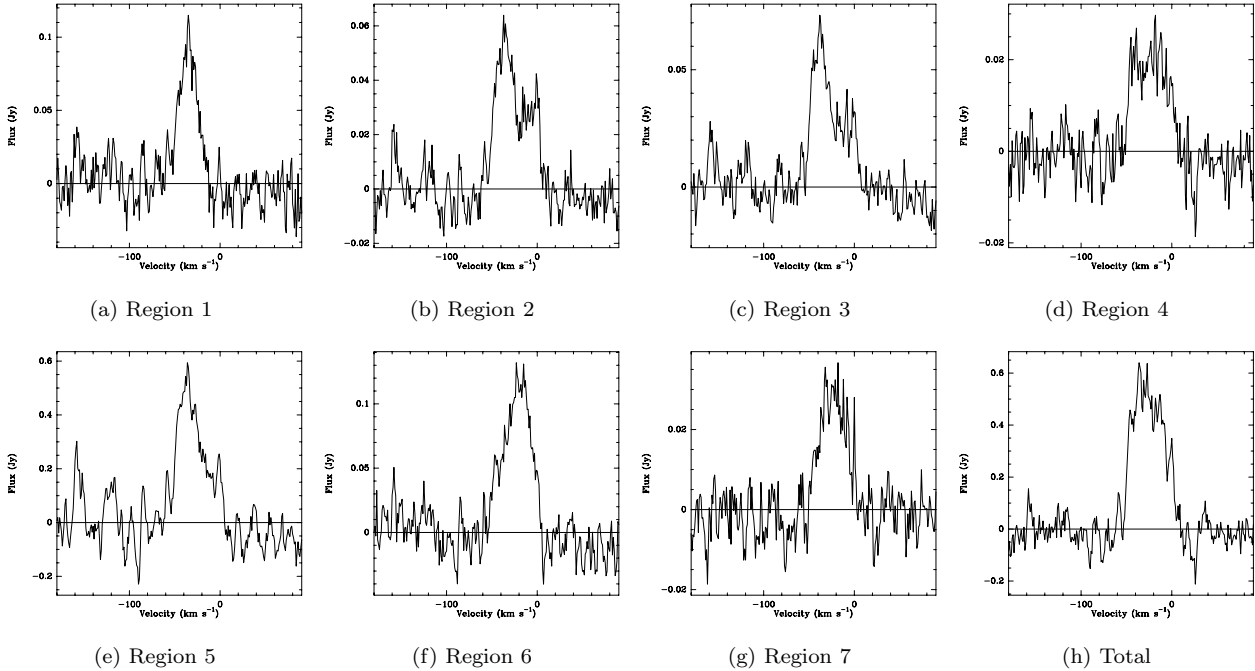 0.1
0.05
0
Flux (Jy)
-100
0
Velocity (km s⁻¹)
(a) Region 1
0.06
0.04
0.02
0
-0.02
Flux (Jy)
-100
0
Velocity (km s⁻¹)
(b) Region 2
0.05
0
Flux (Jy)
-100
0
Velocity (km s⁻¹)
(c) Region 3
0.02
0
-0.02
Flux (Jy)
-100
0
Velocity (km s⁻¹)
(d) Region 4
0.6
0.4
0.2
0
-0.2
Flux (Jy)
-100
0
Velocity (km s⁻¹)
(e) Region 5
0.1
0.05
0
Flux (Jy)
-100
0
Velocity (km s⁻¹)
(f) Region 6
0.02
0
-0.02
Flux (Jy)
-100
0
Velocity (km s⁻¹)
(g) Region 7
0.6
0.4
0.2
0
-0.2
Flux (Jy)
-100
0
Velocity (km s⁻¹)
(h) Total